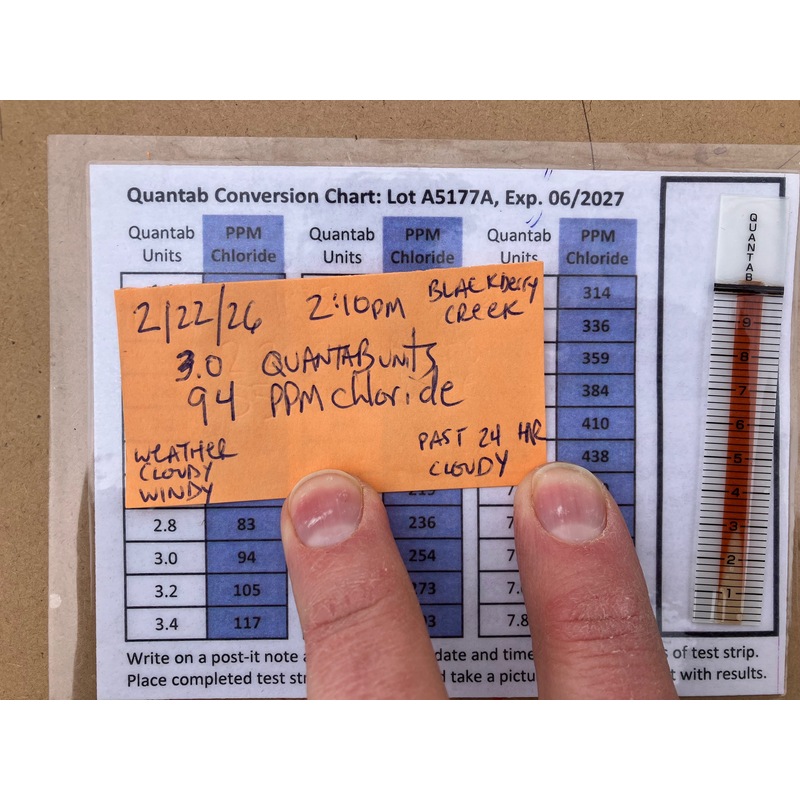 Quantab Conversion Chart: Lot A5177A, Exp. 06/2027
Quantab Units PPM Chloride Quantab Units PPM Chloride Quantab Units PPM Chloride
314
336
359
384
410
438
2/22/26 2:10PM BLACKBERRY CREEK
3.0 QUANTAB UNITS
94 PPM chloride
WEATHER
CLOUDY
WINDY
PAST 24 HR
CLOUDY
2.8 83 236
3.0 94 254
3.2 105
3.4 117 7.8
Write on a post-it note date and time of test strip.
Place completed test take a with results.
QUANTAB
9
8
7
6
5
4
3
2
1